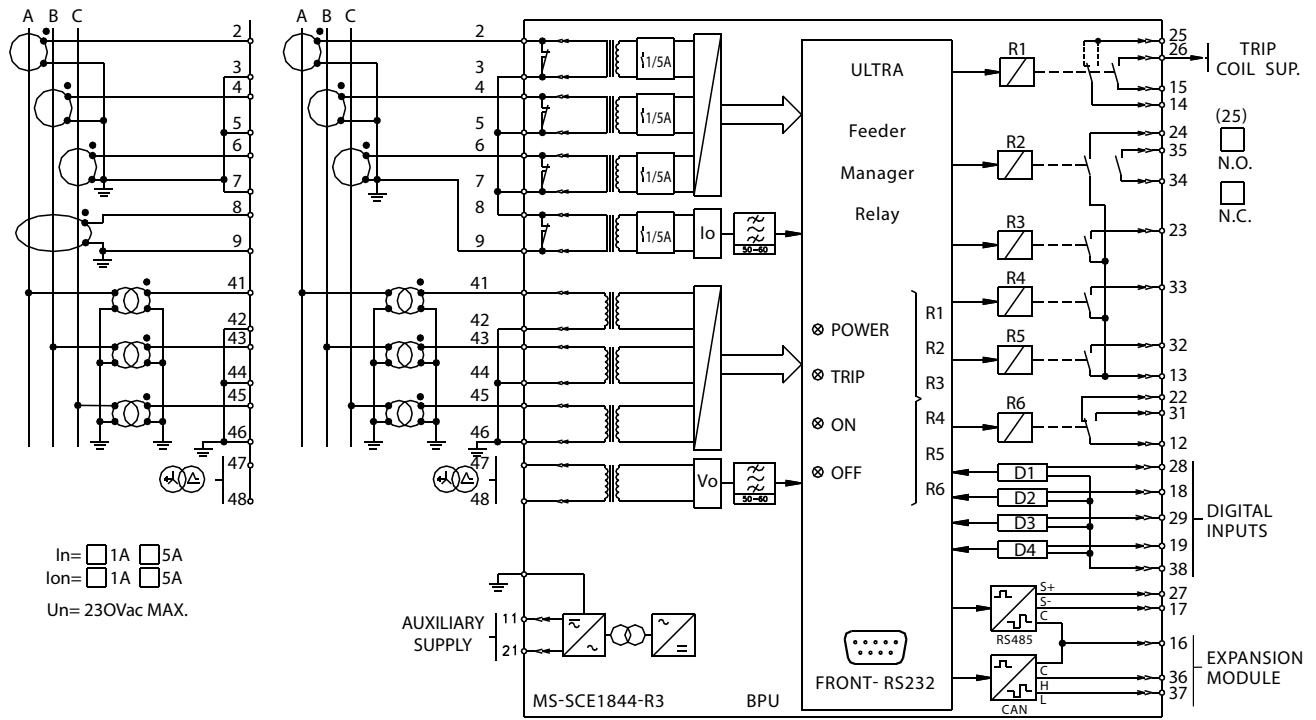 A B C
2
3
4
5
6
7
8
9
41
42
43
44
45
46
47
48
In= 1A 5A
Ion= 1A 5A
Un= 230Vac MAX.
A B C
2
3
4
5
6
7
8
9
41
42
43
44
45
46
47
48
AUXILIARY
SUPPLY
11
21
1/5A
1/5A
1/5A
1/5A
Io
50-60
Vo
50-60
MS-SCE1844-R3
BPU
ULTRA
Feeder
Manager
Relay
POWER
TRIP
ON
OFF
R1
R2
R3
R4
R5
R6
FRONT- RS232
R1
R2
R3
R4
R5
R6
D1
D2
D3
D4
S+
S-
C
RS485
C
H
L
CAN
25
26
15
14
24
35
34
23
33
32
13
22
31
12
28
18
29
19
38
27
17
16
36
37
TRIP
COIL SUP.
(25)
N.O.
N.C.
DIGITAL
INPUTS
EXPANSION
MODULE